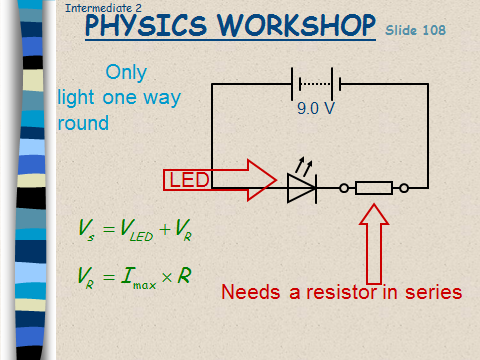 Intermediate 2
PHYSICS WORKSHOP Slide 108
Only
light one way
round
9.0 V
LED
Vs = VLED + VR
VR = Imax × R
Needs a resistor in series